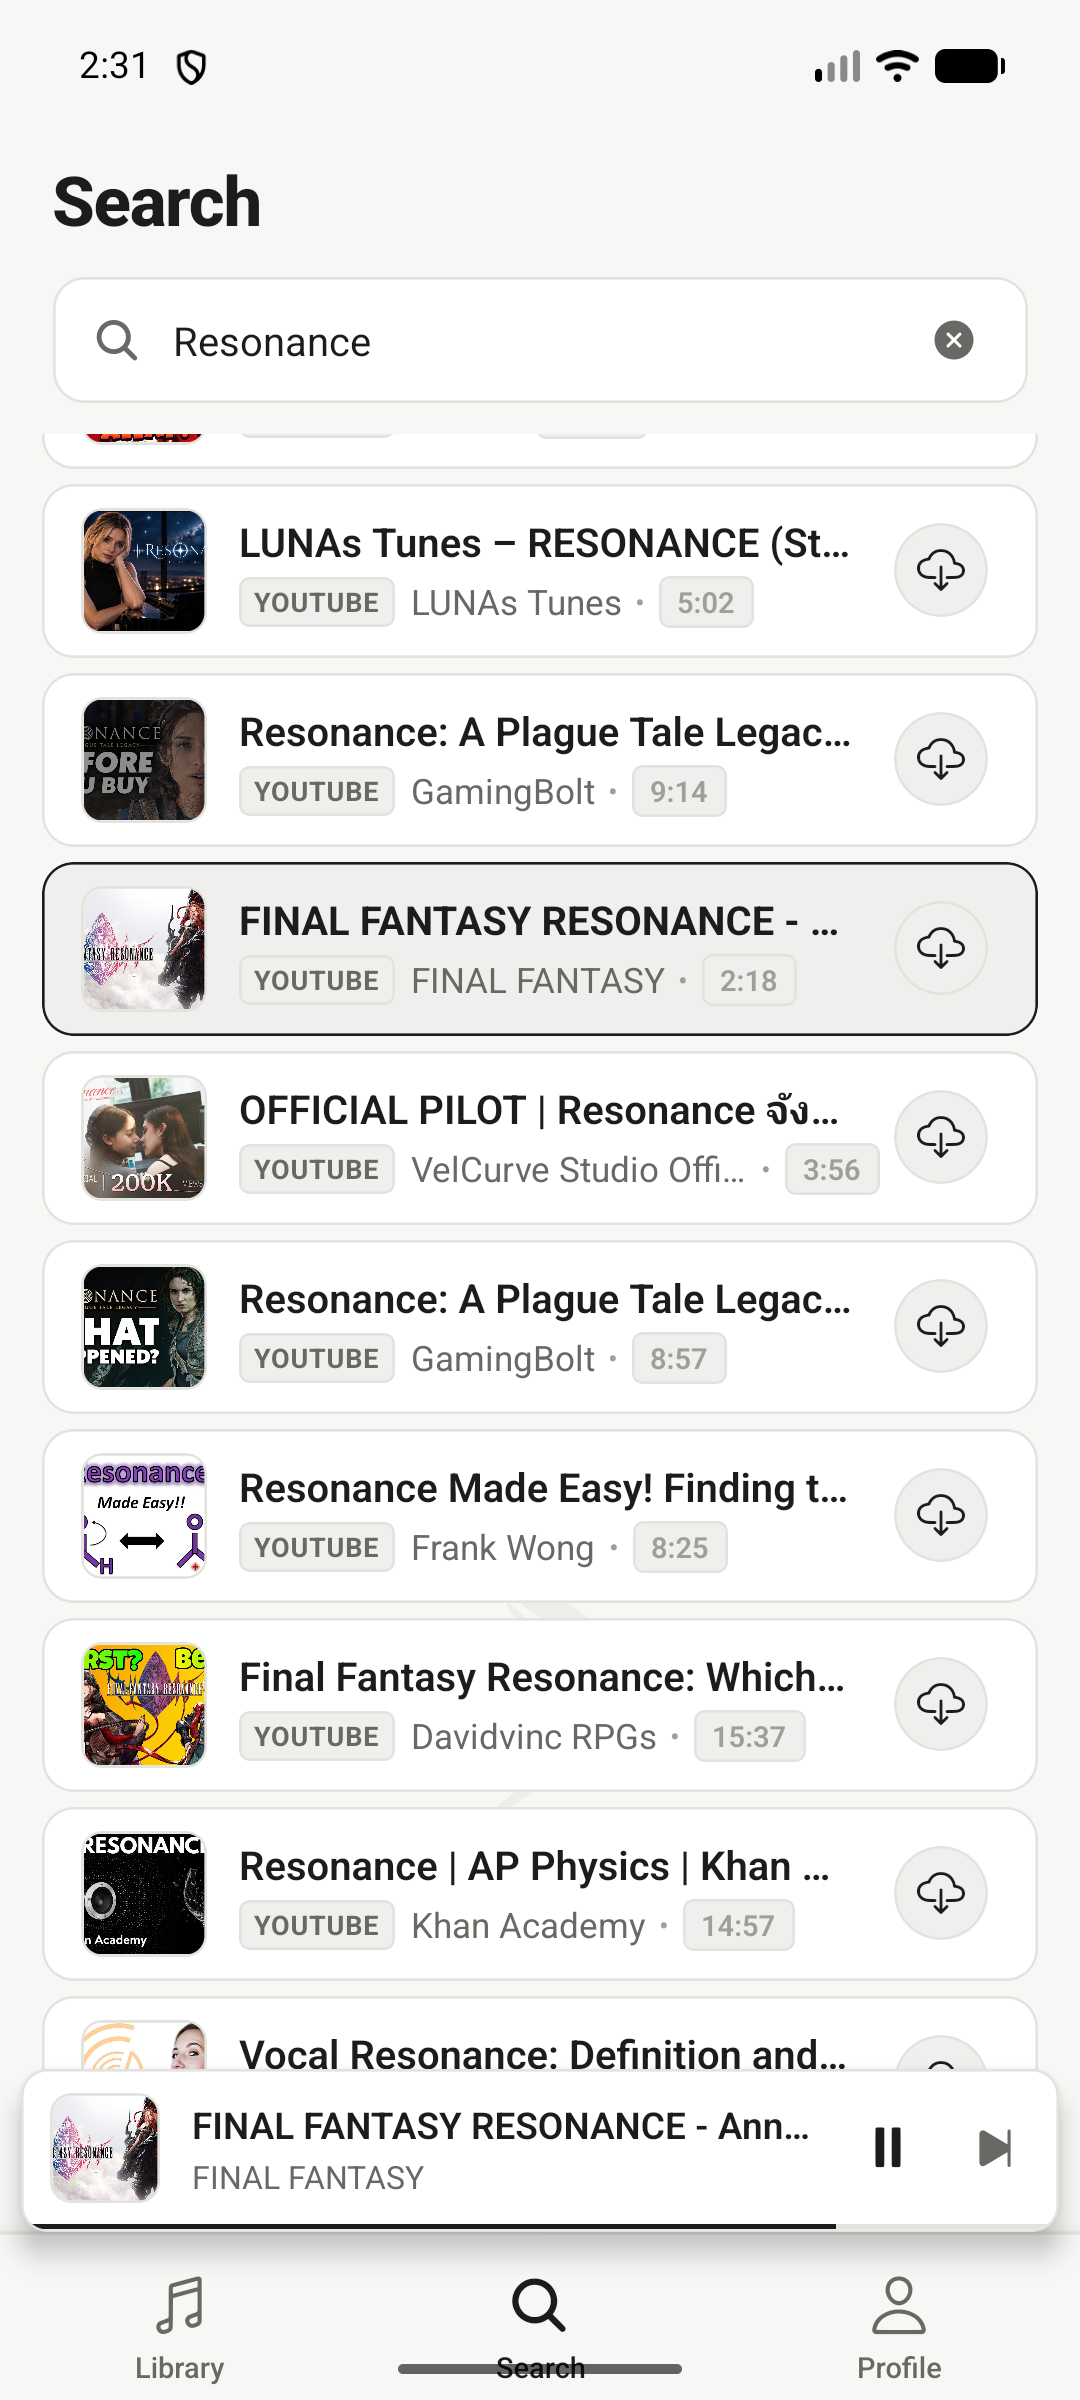 2:31
Search
Resonance
LUNAs Tunes – RESONANCE (St...
YOUTUBE LUNAs Tunes • 5:02
Resonance: A Plague Tale Legac...
YOUTUBE GamingBolt • 9:14
FINAL FANTASY RESONANCE - ...
YOUTUBE FINAL FANTASY • 2:18
OFFICIAL PILOT | Resonance จัง...
YOUTUBE VelCurve Studio Offi... • 3:56
200K
Resonance: A Plague Tale Legac...
YOUTUBE GamingBolt • 8:57
Resonance Made Easy! Finding t...
Made Easy!!
YOUTUBE Frank Wong • 8:25
Final Fantasy Resonance: Which...
YOUTUBE Davidvinc RPGs • 15:37
Resonance | AP Physics | Khan ...
YOUTUBE Khan Academy • 14:57
n Academy
Vocal Resonance: Definition and...
FINAL FANTASY RESONANCE - Ann...
FINAL FANTASY
Library
Search
Profile